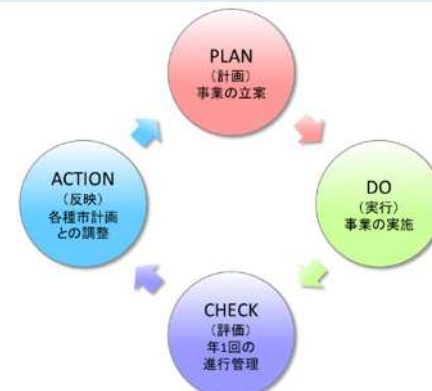 PLAN
（計画）
事業の立案
DO
（実行）
事業の実施
CHECK
（評価）
年1回の
進行管理
ACTION
（反映）
各種市計画
との調整